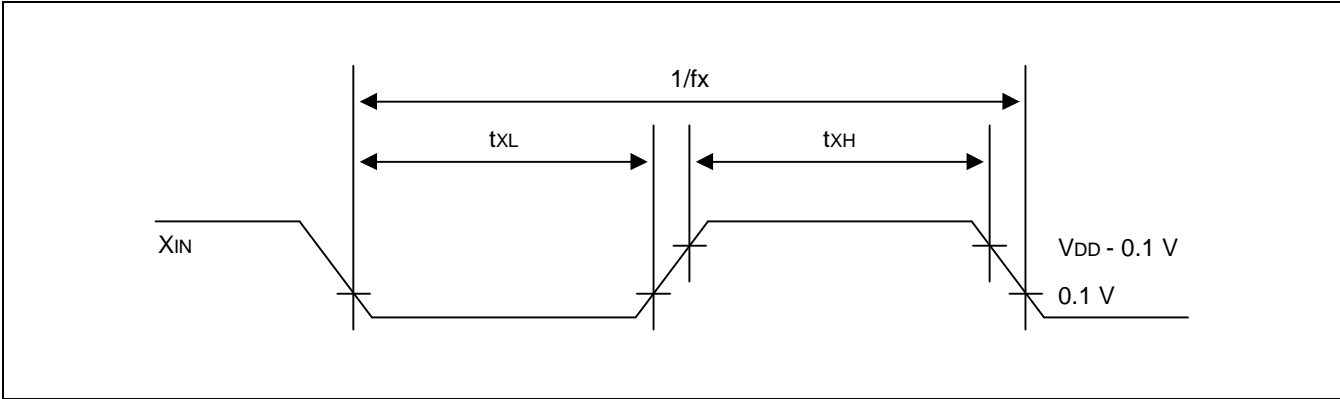 1/fx
tXL
tXH
XIN
VDD - 0.1 V
0.1 V